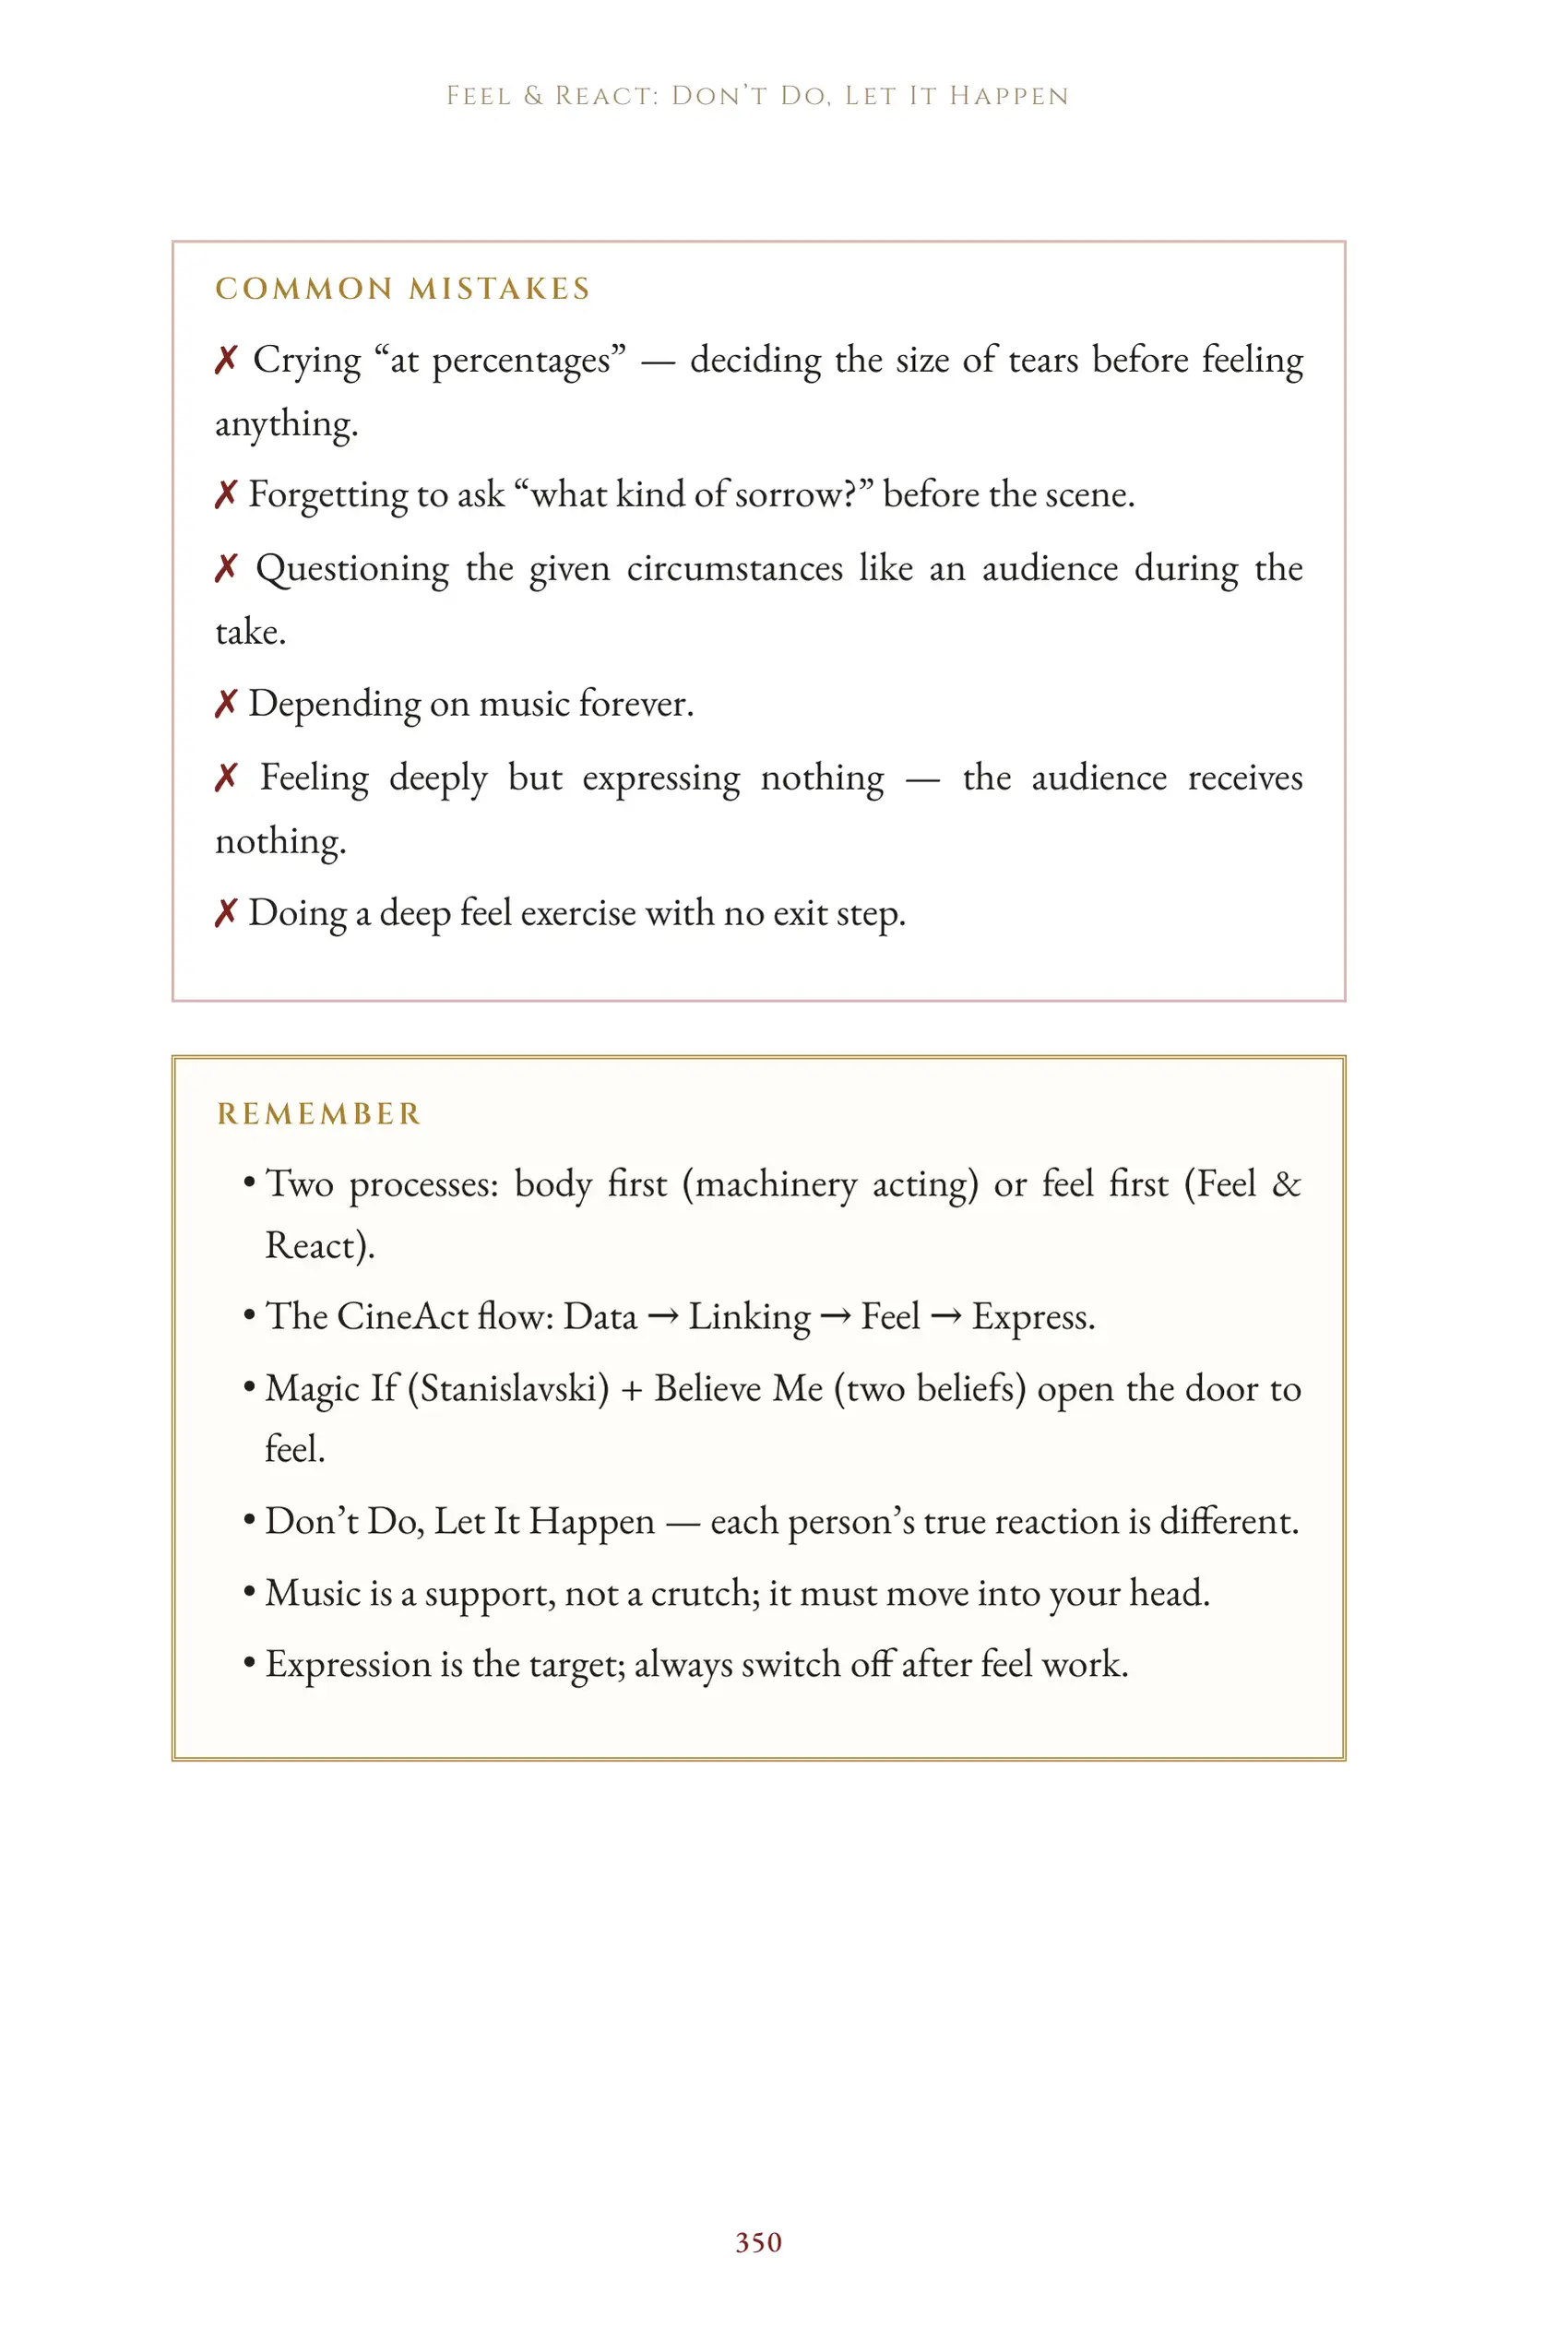 Feel & React: Don’t Do, Let It Happen
COMMON MISTAKES
✗ Crying “at percentages” — deciding the size of tears before feeling
anything.
✗ Forgetting to ask “what kind of sorrow?” before the scene.
✗ Questioning the given circumstances like an audience during the
take.
✗ Depending on music forever.
✗ Feeling deeply but expressing nothing — the audience receives
nothing.
✗ Doing a deep feel exercise with no exit step.
REMEMBER
• Two processes: body first (machinery acting) or feel first (Feel &
React).
• The CineAct flow: Data → Linking → Feel → Express.
• Magic If (Stanislavski) + Believe Me (two beliefs) open the door to
feel.
• Don’t Do, Let It Happen — each person’s true reaction is different.
• Music is a support, not a crutch; it must move into your head.
• Expression is the target; always switch off after feel work.
350